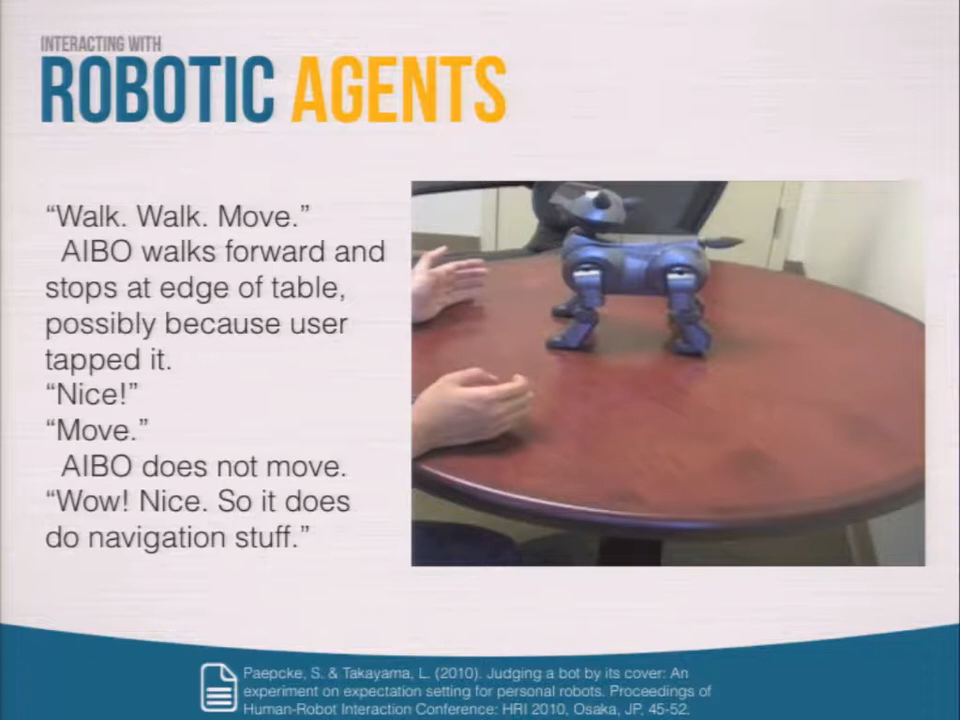 INTERACTING WITH
ROBOTIC AGENTS
“Walk. Walk. Move.”
AIBO walks forward and
stops at edge of table,
possibly because user
tapped it.
“Nice!”
“Move.”
AIBO does not move.
“Wow! Nice. So it does
do navigation stuff.”
Paepcke, S. & Takayama, L. (2010). Judging a bot by its cover: An
experiment on expectation setting for personal robots. Proceedings of
Human-Robot Interaction Conference: HRI 2010, Osaka, JP, 45-52.